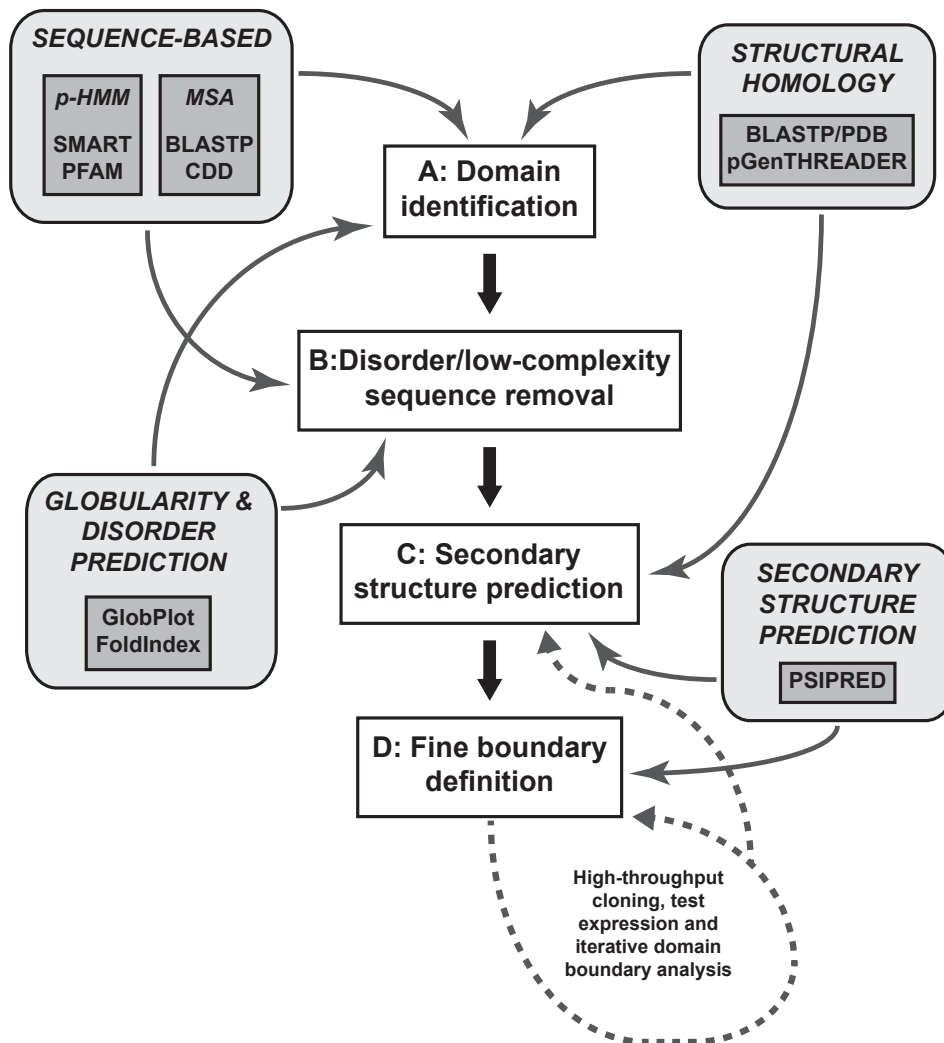 SEQUENCE-BASED
p-HMM
SMART
PFAM
MSA
BLASTP
CDD
STRUCTURAL
HOMOLOGY
BLASTP/PDB
pGenTHREADER
A: Domain
identification
B:Disorder/low-complexity
sequence removal
GLOBULARITY &
DISORDER
PREDICTION
GlobPlot
FoldIndex
C: Secondary
structure prediction
SECONDARY
STRUCTURE
PREDICTION
PSIPRED
D: Fine boundary
definition
High-throughput
cloning, test
expression and
iterative domain
boundary analysis